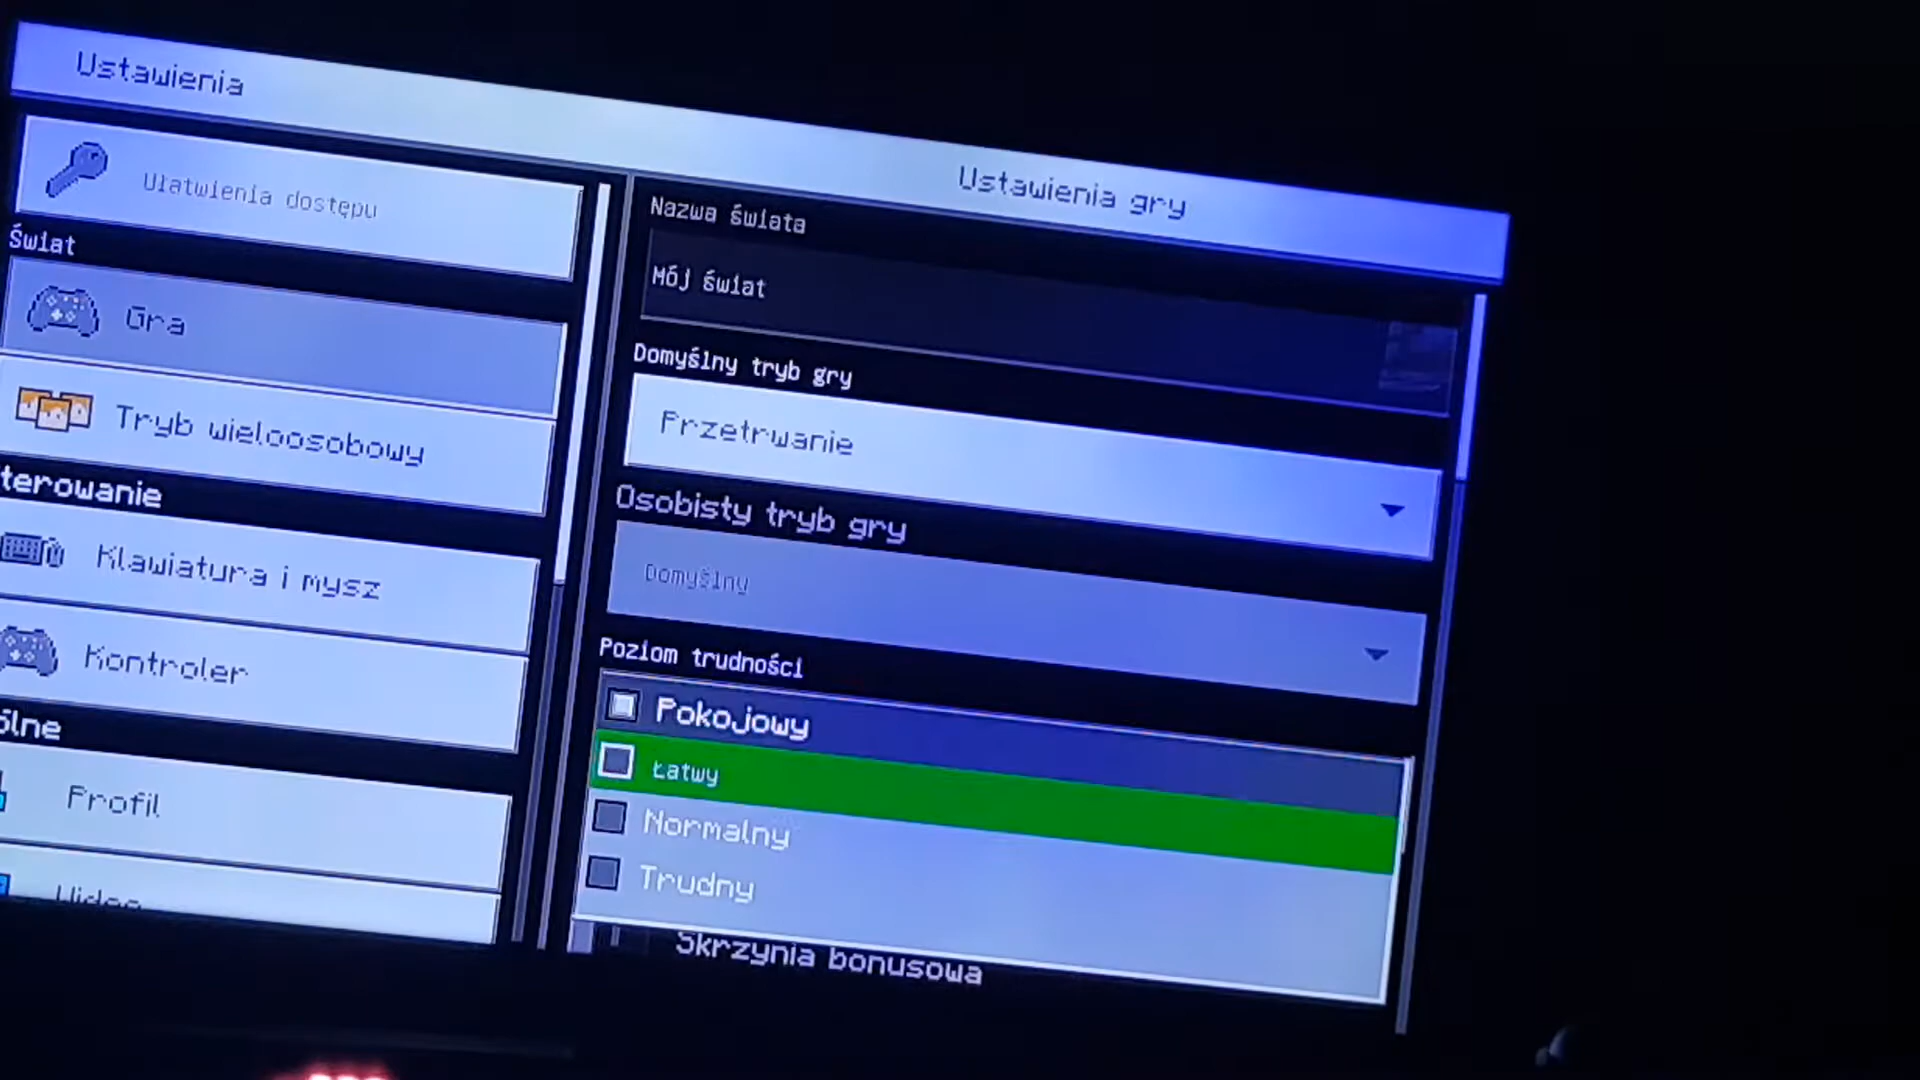 Ustawienia
Ułatwienia dostępu
Świat
Gra
Tryb wieloosobowy
terowanie
Klawiatura i mysz
Kontroler
ólne
Profil
Video
Ustawienia gry
Nazwa świata
Mój świat
Domyślny tryb gry
Przetrwanie
Osobisty tryb gry
Domyślny
Poziom trudności
Pokojowy
Łatwy
Normalny
Trudny
Skrzynia bonusowa